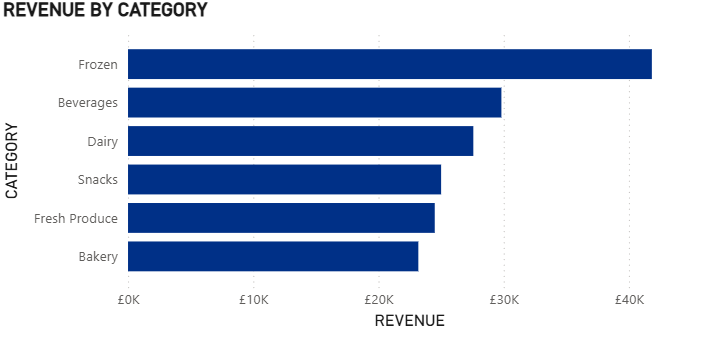 REVENUE BY CATEGORY
CATEGORY
Frozen
Beverages
Dairy
Snacks
Fresh Produce
Bakery
£0K £10K £20K £30K £40K
REVENUE